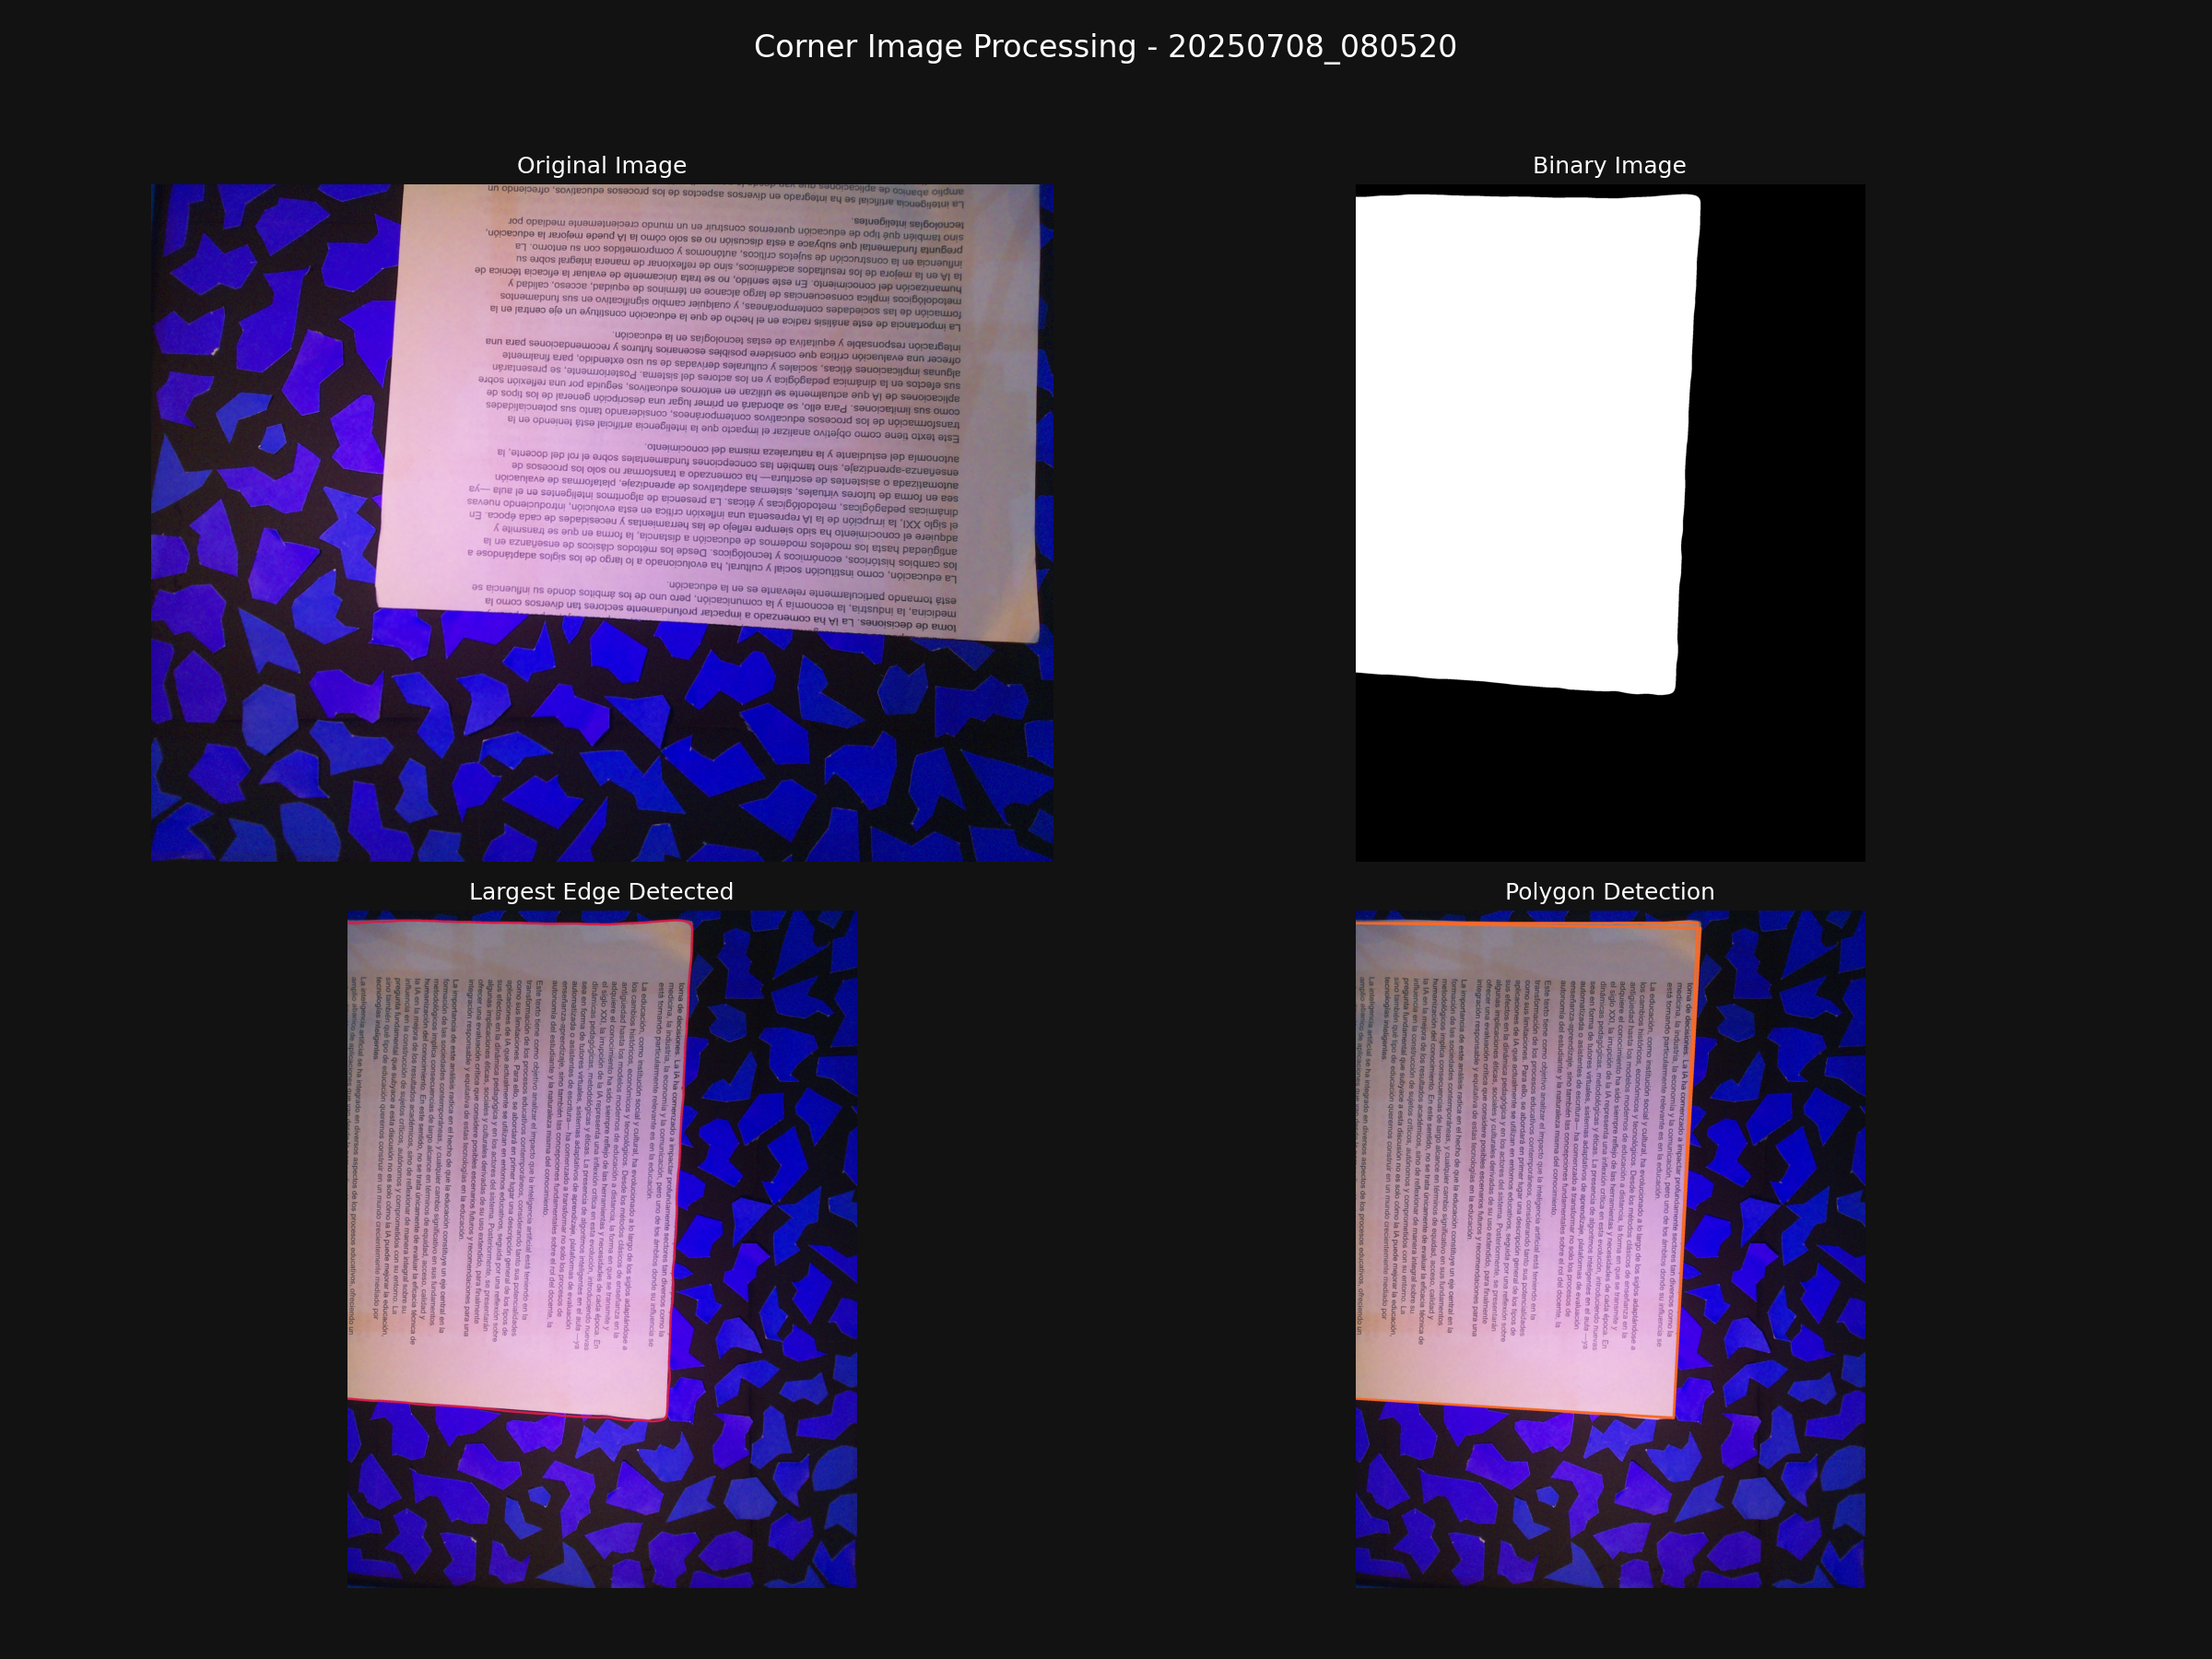 Corner Image Processing - 20250708_080520
Original Image
toma de decisiones. La IA ha comenzado a impactar profundamente sectores tan diversos como la
medicina, la industria, la economía y la comunicación, pero uno de los ámbitos donde su influencia se
está tornando particularmente relevante es en la educación.
La educación, como institución social y cultural, ha evolucionado a lo largo de los siglos adaptándose a
los cambios históricos, económicos y tecnológicos. Desde los métodos clásicos de enseñanza en la
antigüedad hasta los modelos modernos de educación a distancia, la forma en que se transmite y
adquiere el conocimiento ha sido siempre reflejo de las herramientas y necesidades de cada época. En
el siglo XXI, la irrupción de la IA representa una inflexión crítica en esta evolución, introduciendo nuevas
dinámicas pedagógicas, metodológicas y éticas. La presencia de algoritmos inteligentes en el aula —ya
sea en forma de tutores virtuales, sistemas adaptativos de aprendizaje, plataformas de evaluación
automatizada o asistentes de escritura— ha comenzado a transformar no solo los procesos de
enseñanza-aprendizaje, sino también las concepciones fundamentales sobre el rol del docente, la
autonomía del estudiante y la naturaleza misma del conocimiento.
Este texto tiene como objetivo analizar el impacto que la inteligencia artificial está teniendo en la
transformación de los procesos educativos contemporáneos, considerando tanto sus potencialidades
como sus limitaciones. Para ello, se abordará en primer lugar una descripción general de los tipos de
aplicaciones de IA que actualmente se utilizan en entornos educativos, seguida por una reflexión sobre
sus efectos en la dinámica pedagógica y en los actores del sistema. Posteriormente, se presentarán
algunas implicaciones éticas, sociales y culturales derivadas de su uso extendido, para finalmente
ofrecer una evaluación crítica que considere posibles escenarios futuros y recomendaciones para una
integración responsable y equitativa de estas tecnologías en la educación.
La importancia de este análisis radica en el hecho de que la educación constituye un eje central en la
formación de las sociedades contemporáneas, y cualquier cambio significativo en sus fundamentos
metodológicos implica consecuencias de largo alcance en términos de equidad, acceso, calidad y
humanización del conocimiento. En este sentido, no se trata únicamente de evaluar la eficacia técnica de
la IA en la mejora de los resultados académicos, sino de reflexionar de manera integral sobre su
influencia en la construcción de sujetos críticos, autónomos y comprometidos con su entorno. La
pregunta fundamental que subyace a esta discusión no es solo cómo la IA puede mejorar la educación,
sino también qué tipo de educación queremos construir en un mundo crecientemente mediado por
tecnologías inteligentes.
La inteligencia artificial se ha integrado en diversos aspectos de los procesos educativos, ofreciendo un
amplio abanico de aplicaciones que van desde
Binary Image
Largest Edge Detected
Polygon Detection